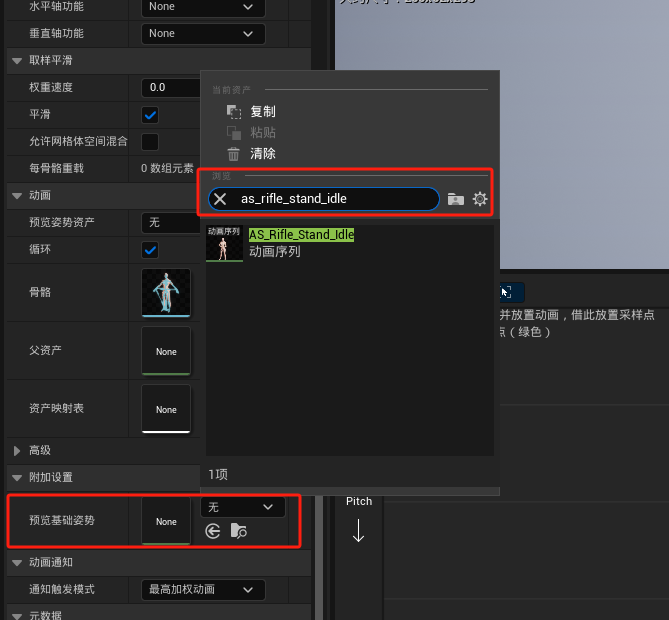 水平轴功能
None
垂直轴功能
None
取样平滑
权重速度
0.0
平滑
允许网格体空间混合
每骨骼重载
0 数组元素
动画
预览姿势资产
无
循环
骨骼
父资产
None
资产映射表
None
高级
附加设置
预览基础姿势
None
无
动画通知
通知触发模式
最高加权动画
元数据
当前资产
复制
粘贴
清除
浏览
as_rifle_stand_idle
动画序列
AS_Rifle_Stand_Idle
动画序列
1项
并放置动画，借此放置采样点
点（绿色）
Pitch